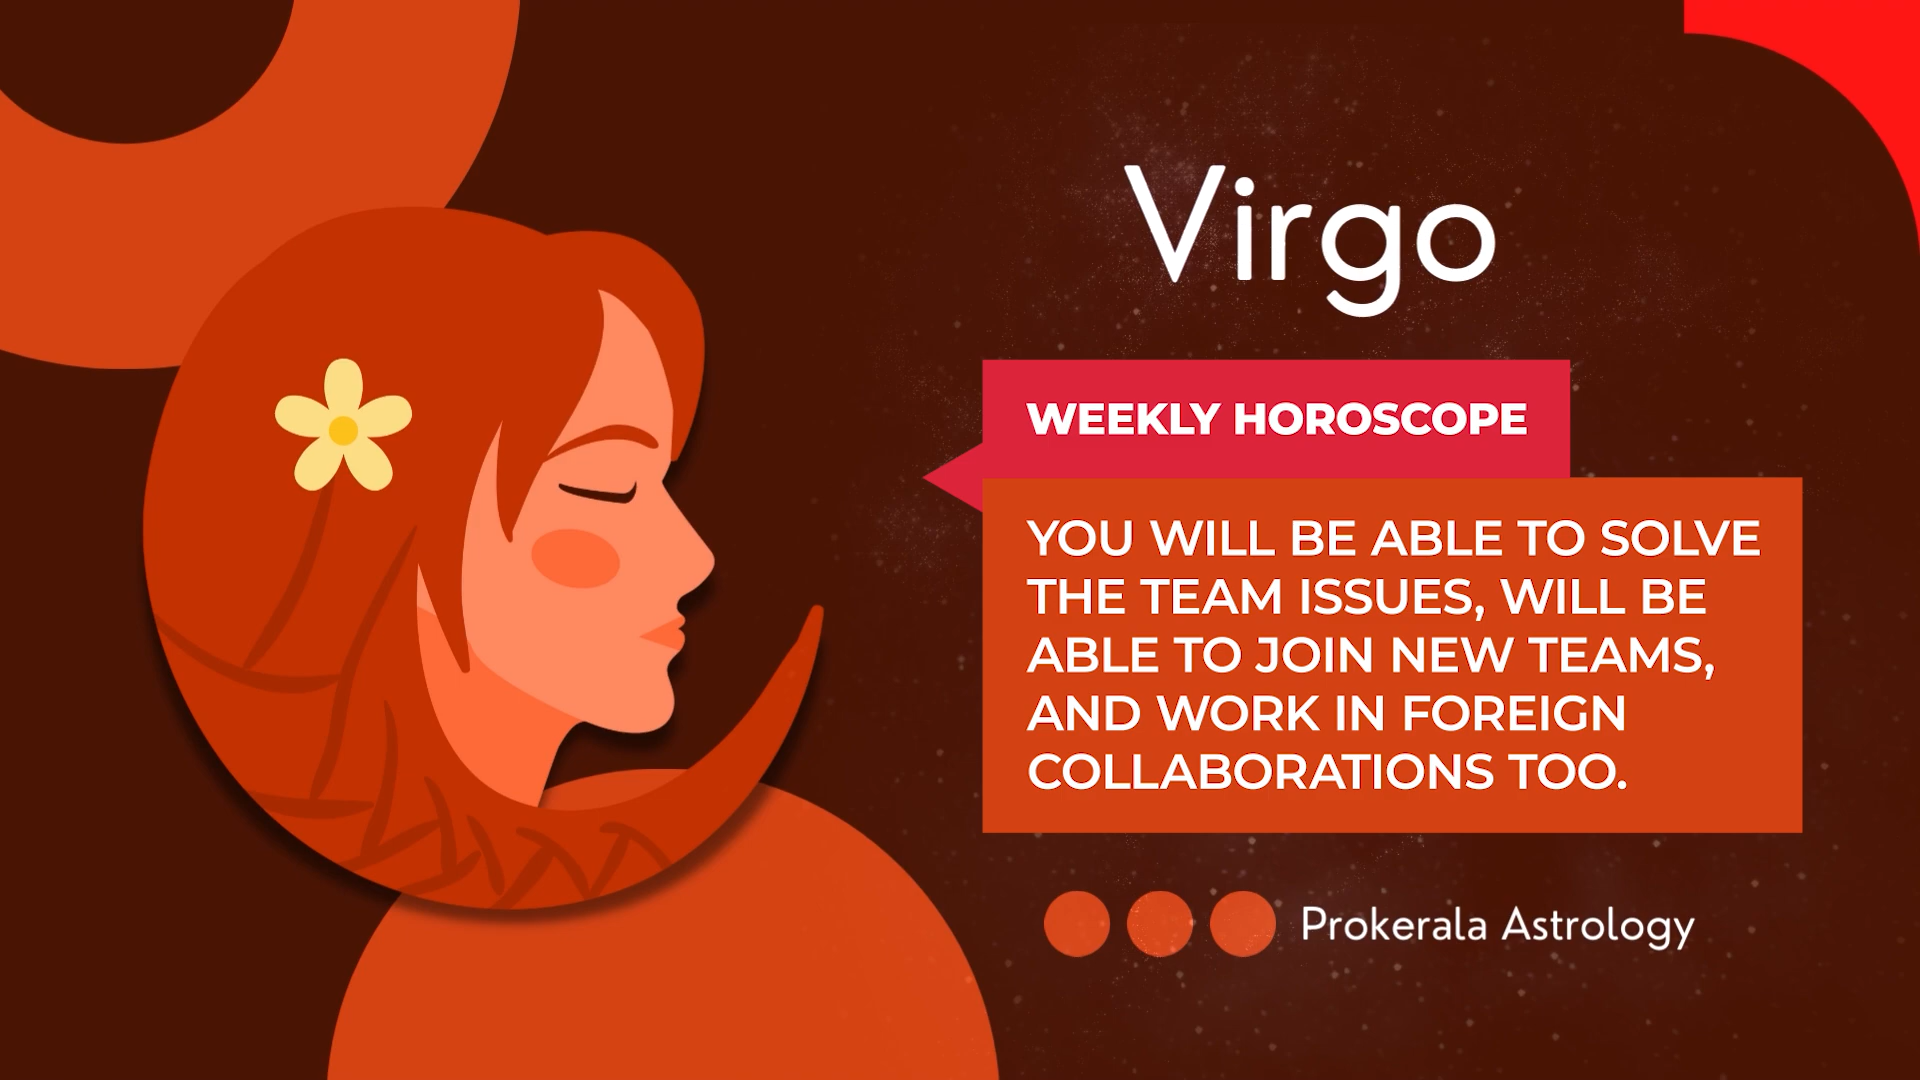 Virgo
WEEKLY HOROSCOPE
YOU WILL BE ABLE TO SOLVE
THE TEAM ISSUES, WILL BE
ABLE TO JOIN NEW TEAMS,
AND WORK IN FOREIGN
COLLABORATIONS TOO.
Prokerala Astrology